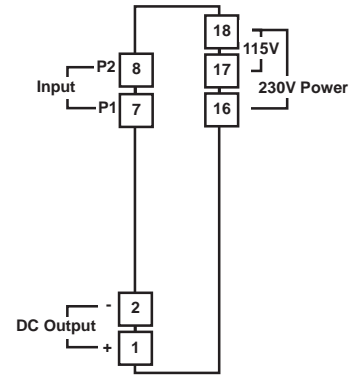 18
P2 8
115V
17
Input
230V Power
P1 7
16
- 2
DC Output
+ 1